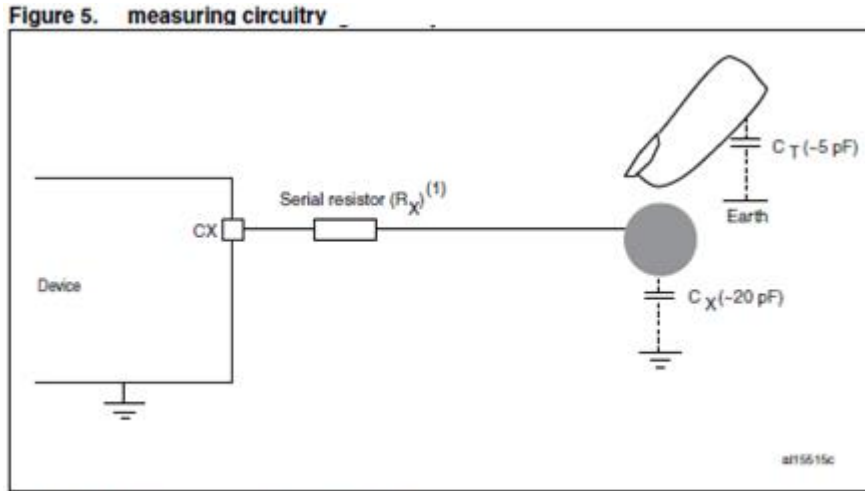 Figure 5. measuring circuitry
C T (~5 pF)
Serial resistor (RX)(1)
Earth
CX
Device
C X (~20 pF)
ai15515c